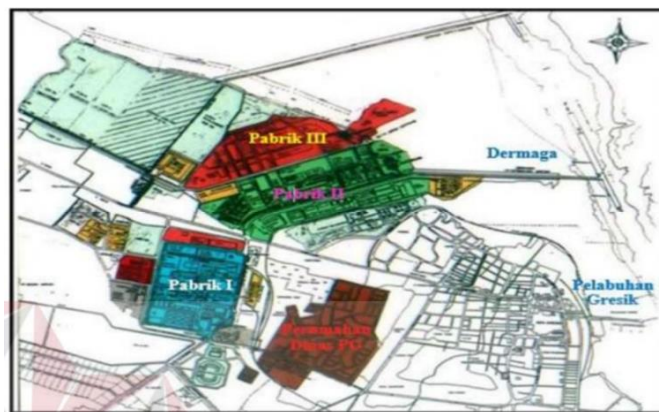 Pabrik III
Dermaga
Pabrik II
Pabrik I
Pelabuhan
Gresik
Perumahan
Dinas PG